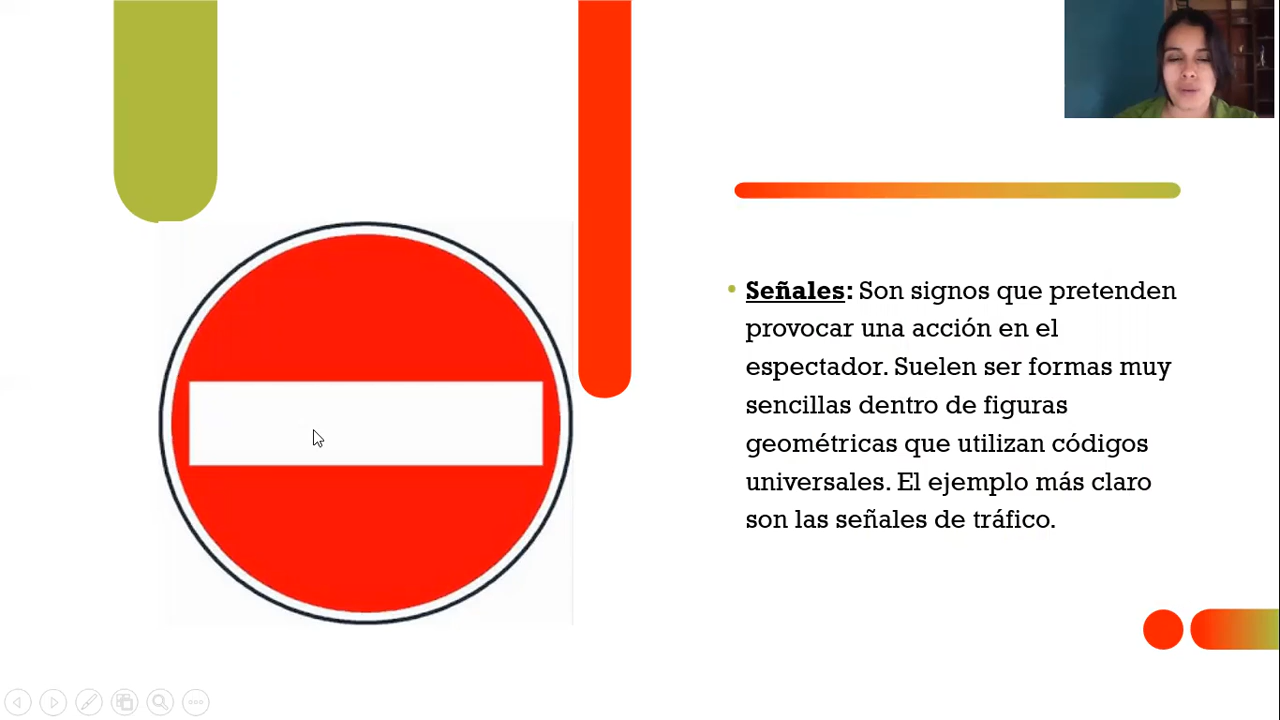 Señales: Son signos que pretenden
provocar una acción en el
espectador. Suelen ser formas muy
sencillas dentro de figuras
geométricas que utilizan códigos
universales. El ejemplo más claro
son las señales de tráfico.